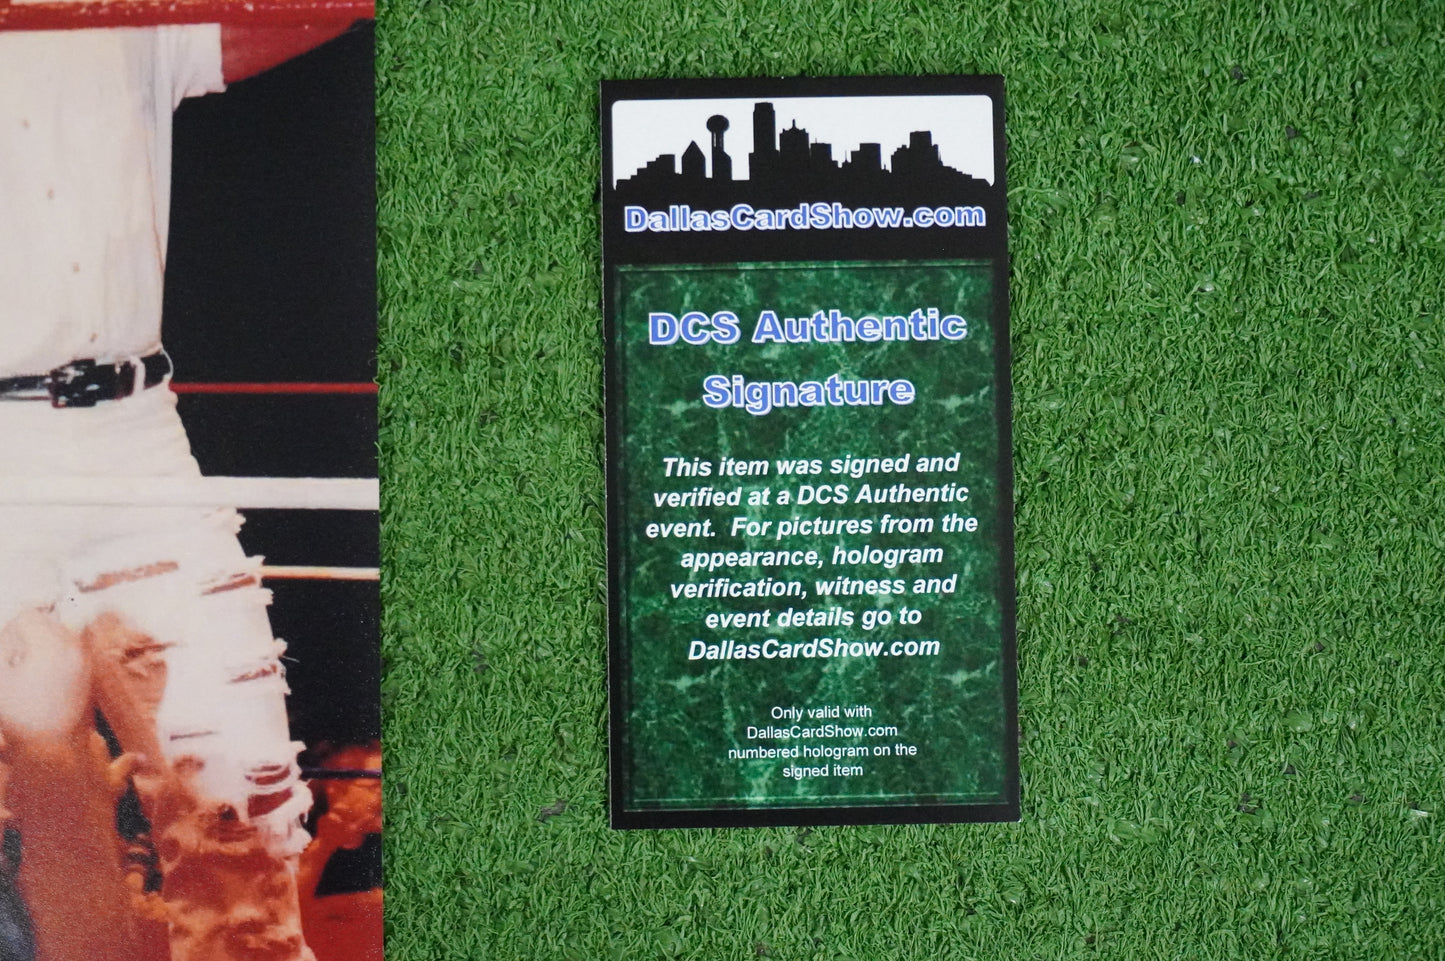 DallasCardShow.com
DCS Authentic
Signature
This item was signed and
verified at a DCS Authentic
event.  For pictures from the
appearance, hologram
verification, witness and
event details go to
DallasCardShow.com
Only valid with
DallasCardShow.com
numbered hologram on the
signed item